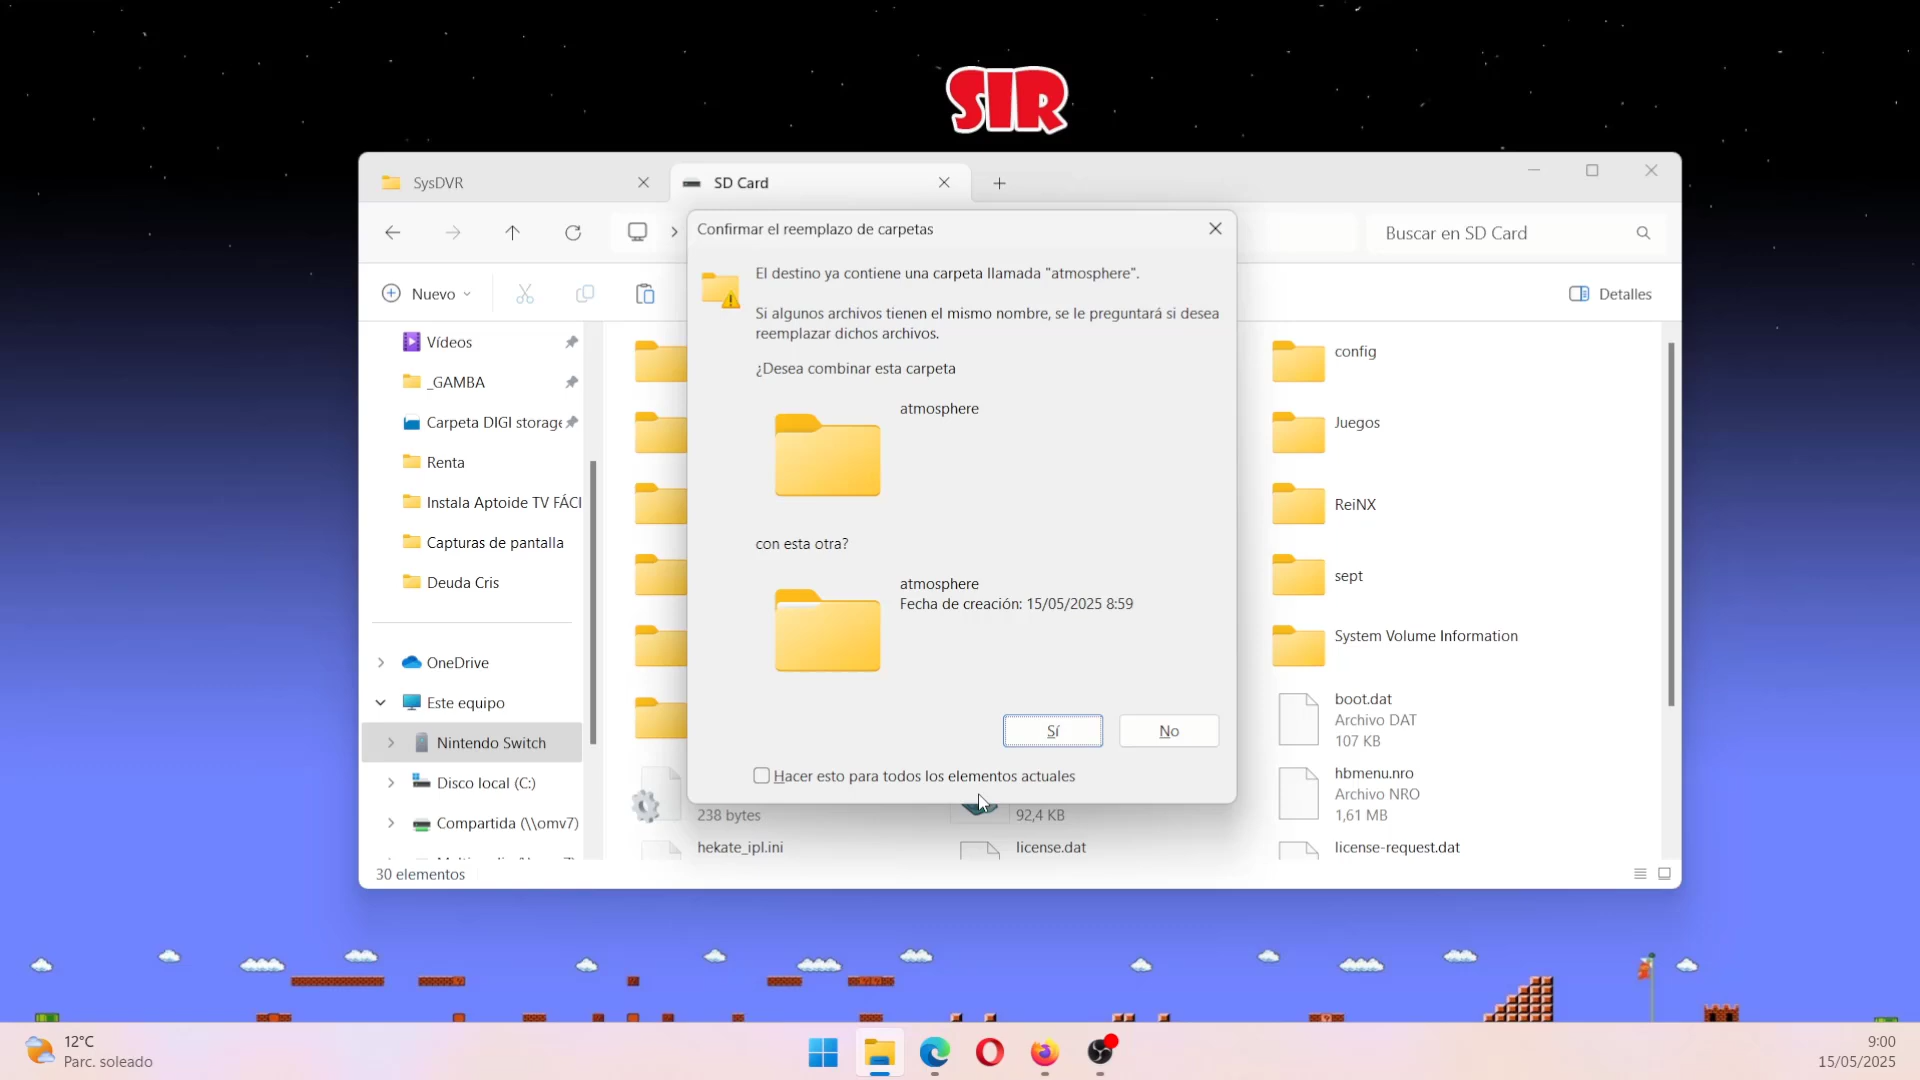 SIR
SysDVR
SD Card
Buscar en SD Card
Nuevo
Detalles
Confirmar el reemplazo de carpetas
El destino ya contiene una carpeta llamada "atmosphere".
Si algunos archivos tienen el mismo nombre, se le preguntará si desea
reemplazar dichos archivos.
¿Desea combinar esta carpeta
atmosphere
con esta otra?
atmosphere
Fecha de creación: 15/05/2025 8:59
Sí
No
Hacer esto para todos los elementos actuales
Vídeos
_GAMBA
Carpeta DIGI storage
Renta
Instala Aptoide TV FÁCI
Capturas de pantalla
Deuda Cris
OneDrive
Este equipo
Nintendo Switch
Disco local (C:)
Compartida (\\omv7)
config
Juegos
ReiNX
sept
System Volume Information
boot.dat
Archivo DAT
107 KB
hbmenu.nro
Archivo NRO
1,61 MB
238 bytes
92,4 KB
hekate_ipl.ini
license.dat
license-request.dat
30 elementos
12°C
Parc. soleado
9:00
15/05/2025